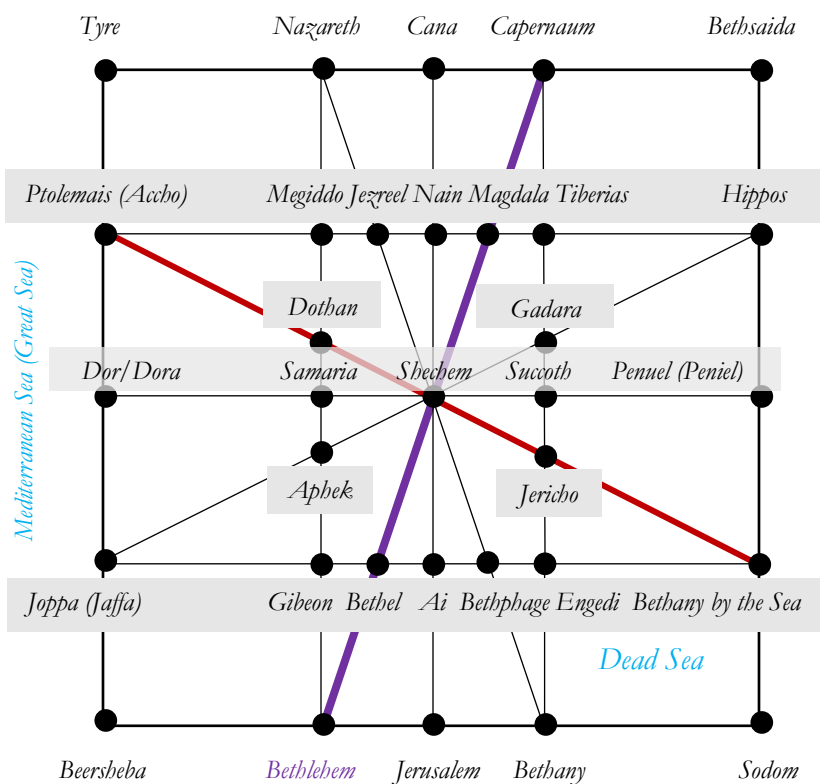 Tyre Nazareth Cana Capernaum Bethsaida
Ptolemais (Accho) Megiddo Jezreel Nain Magdala Tiberias Hippos
Mediterranean Sea (Great Sea)
Dothan Gadara
Dor/Dora Samaria Shechem Succoth Penuel (Peniel)
Aphek Jericho
Joppa (Jaffa) Gibeon Bethel Ai Bethphage Engedi Bethany by the Sea
Dead Sea
Beersheba Bethlehem Jerusalem Bethany Sodom